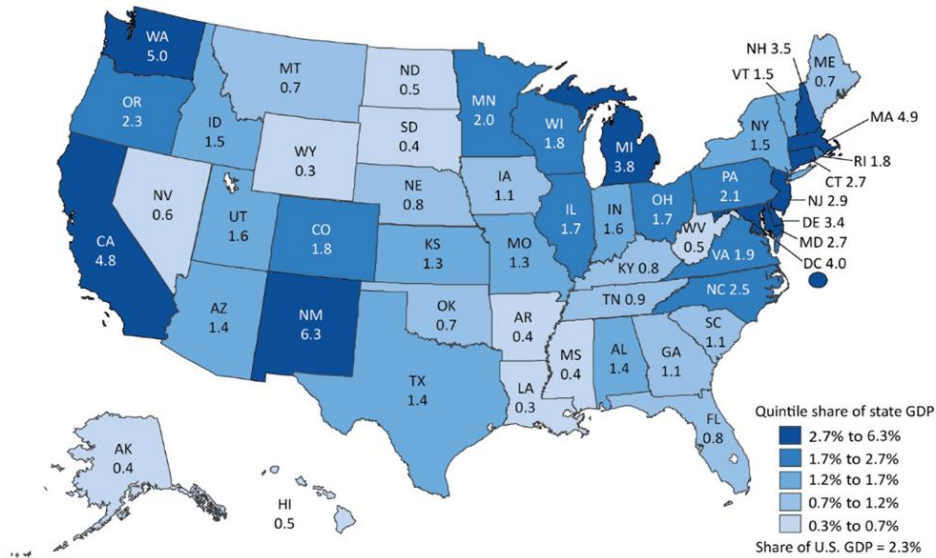 WA
5.0
MT
0.7
ND
0.5
MN
2.0
NH 3.5
VT 1.5
ME
0.7
OR
2.3
ID
1.5
SD
0.4
WI
1.8
MI
3.8
NY
1.5
MA 4.9
RI 1.8
CT 2.7
NJ 2.9
DE 3.4
MD 2.7
DC 4.0
WY
0.3
NV
0.6
NE
0.8
IA
1.1
PA
2.1
CA
4.8
UT
1.6
CO
1.8
IL
1.7
IN
1.6
OH
1.7
WV
0.5
VA 1.9
KS
1.3
MO
1.3
KY 0.8
NC 2.5
TN 0.9
AZ
1.4
NM
6.3
OK
0.7
AR
0.4
SC
1.1
MS
0.4
AL
1.4
GA
1.1
TX
1.4
LA
0.3
FL
0.8
AK
0.4
HI
0.5
Quintile share of state GDP
2.7% to 6.3%
1.7% to 2.7%
1.2% to 1.7%
0.7% to 1.2%
0.3% to 0.7%
Share of U.S. GDP = 2.3%